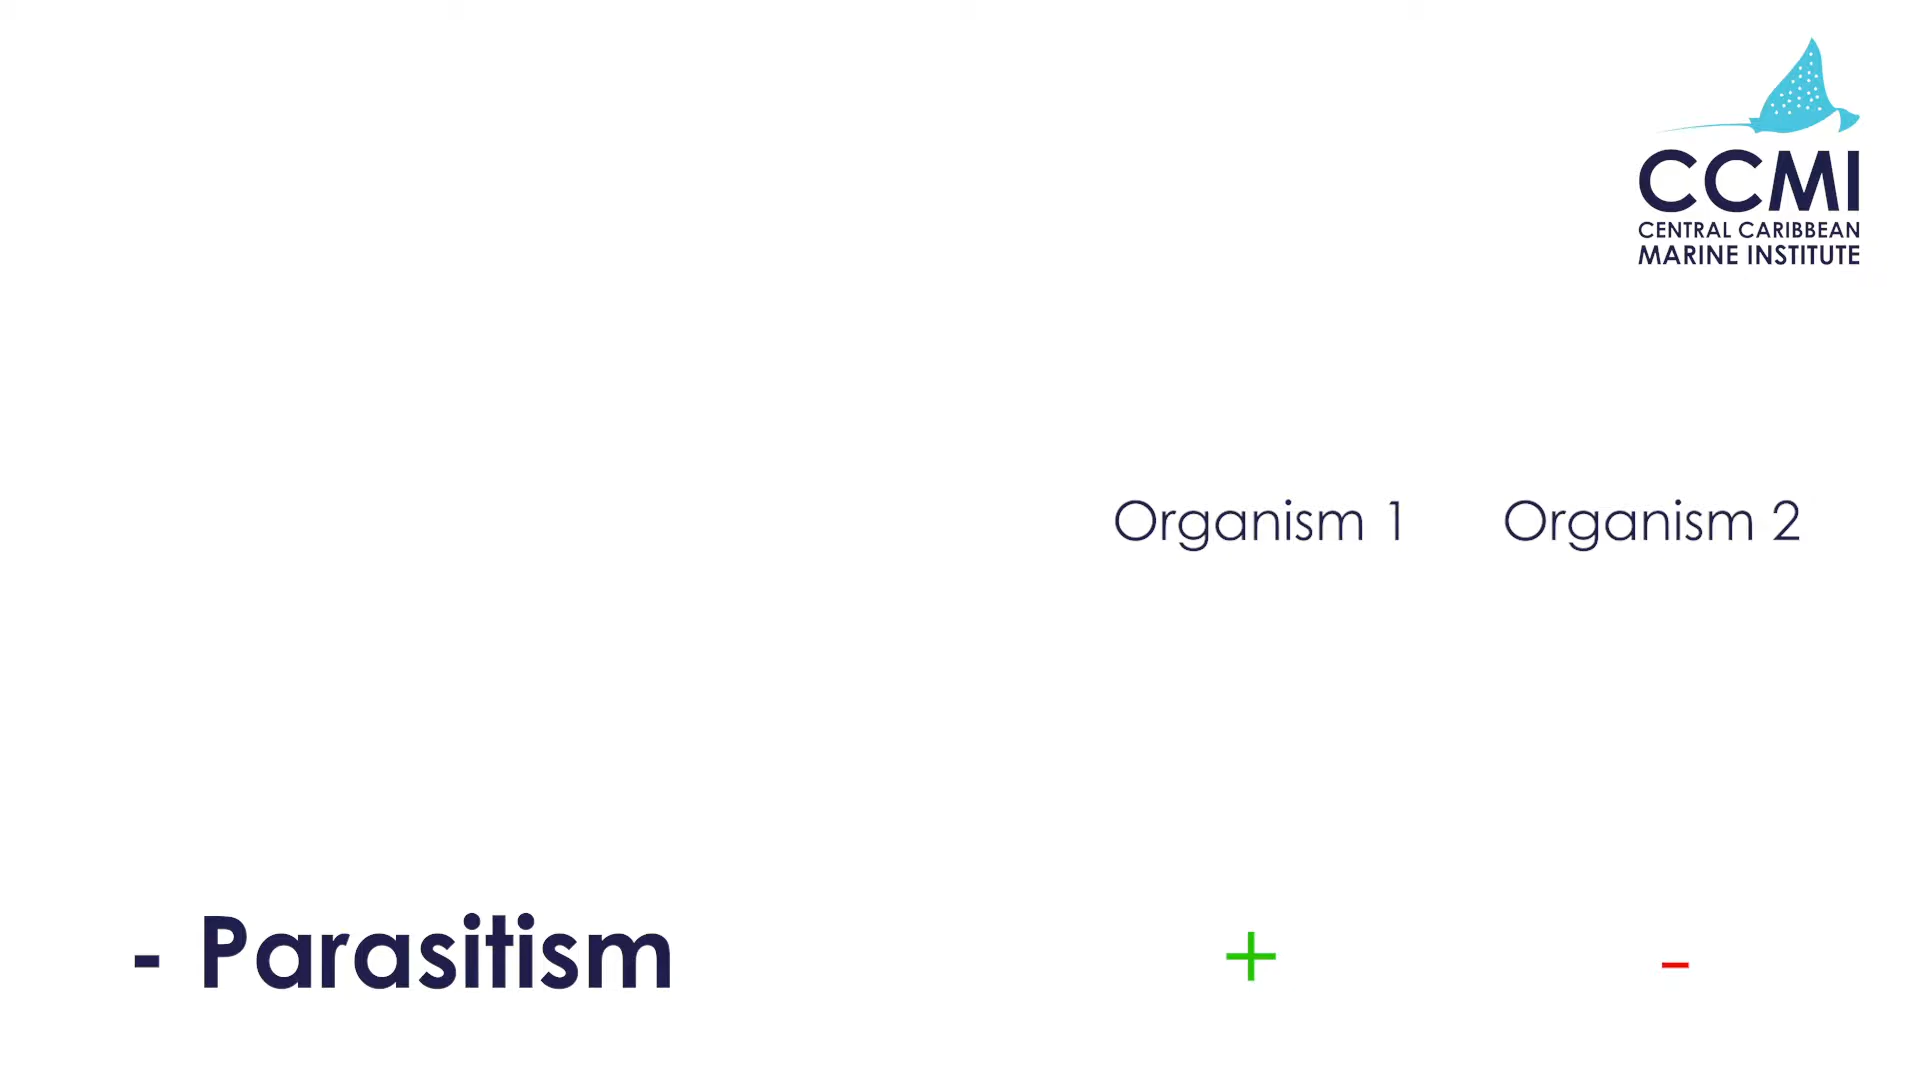 CCMI
CENTRAL CARIBBEAN
MARINE INSTITUTE
Organism 1 Organism 2
- Parasitism + -